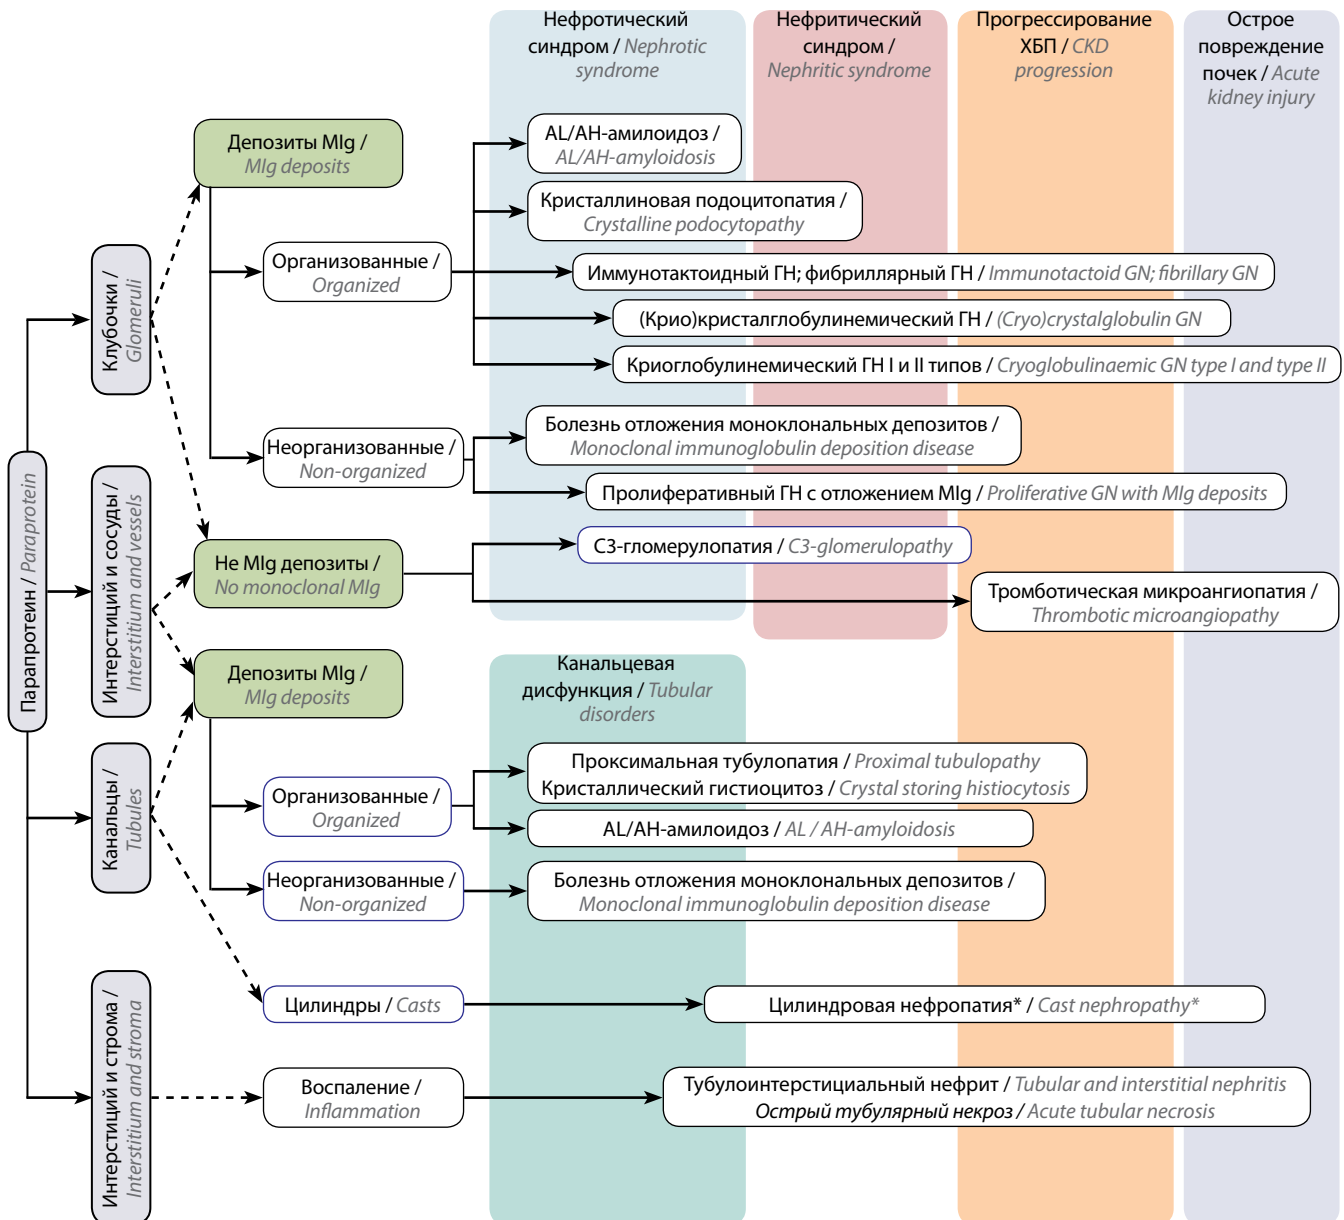 Нефротический
синдром / Nephrotic
syndrome
Нефритический
синдром /
Nephritic syndrome
Прогрессирование
ХБП / CKD
progression
Острое
повреждение
почек / Acute
kidney injury
Парапротеин / Paraprotein
Клубочки /
Glomeruli
Интерстиций и сосуды /
Interstitium and vessels
Канальцы /
Tubules
Интерстиций и строма /
Interstitium and stroma
Депозиты MIg /
MIg deposits
Организованные /
Organized
AL/AH-амилоидоз /
AL/AH-amyloidosis
Кристаллиновая подоцитопатия /
Crystalline podocytopathy
Иммунотактоидный ГН; фибриллярный ГН / Immunotactoid GN; fibrillary GN
(Крио)кристалглобулинемический ГН / (Cryo)crystalglobulin GN
Криоглобулинемический ГН I и II типов / Cryoglobulinaemic GN type I and type II
Неорганизованные /
Non-organized
Болезнь отложения моноклональных депозитов /
Monoclonal immunoglobulin deposition disease
Пролиферативный ГН с отложением MIg / Proliferative GN with MIg deposits
Не MIg депозиты /
No monoclonal MIg
С3-гломерулопатия / C3-glomerulopathy
Тромботическая микроангиопатия /
Thrombotic microangiopathy
Депозиты MIg /
MIg deposits
Канальцевая
дисфункция / Tubular
disorders
Организованные /
Organized
Проксимальная тубулопатия / Proximal tubulopathy
Кристаллический гистиоцитоз / Crystal storing histiocytosis
AL/AH-амилоидоз / AL / AH-amyloidosis
Неорганизованные /
Non-organized
Болезнь отложения моноклональных депозитов /
Monoclonal immunoglobulin deposition disease
Цилиндры / Casts
Цилиндровая нефропатия* / Cast nephropathy*
Воспаление /
Inflammation
Тубулоинтерстициальный нефрит / Tubular and interstitial nephritis
Острый тубулярный некроз / Acute tubular necrosis